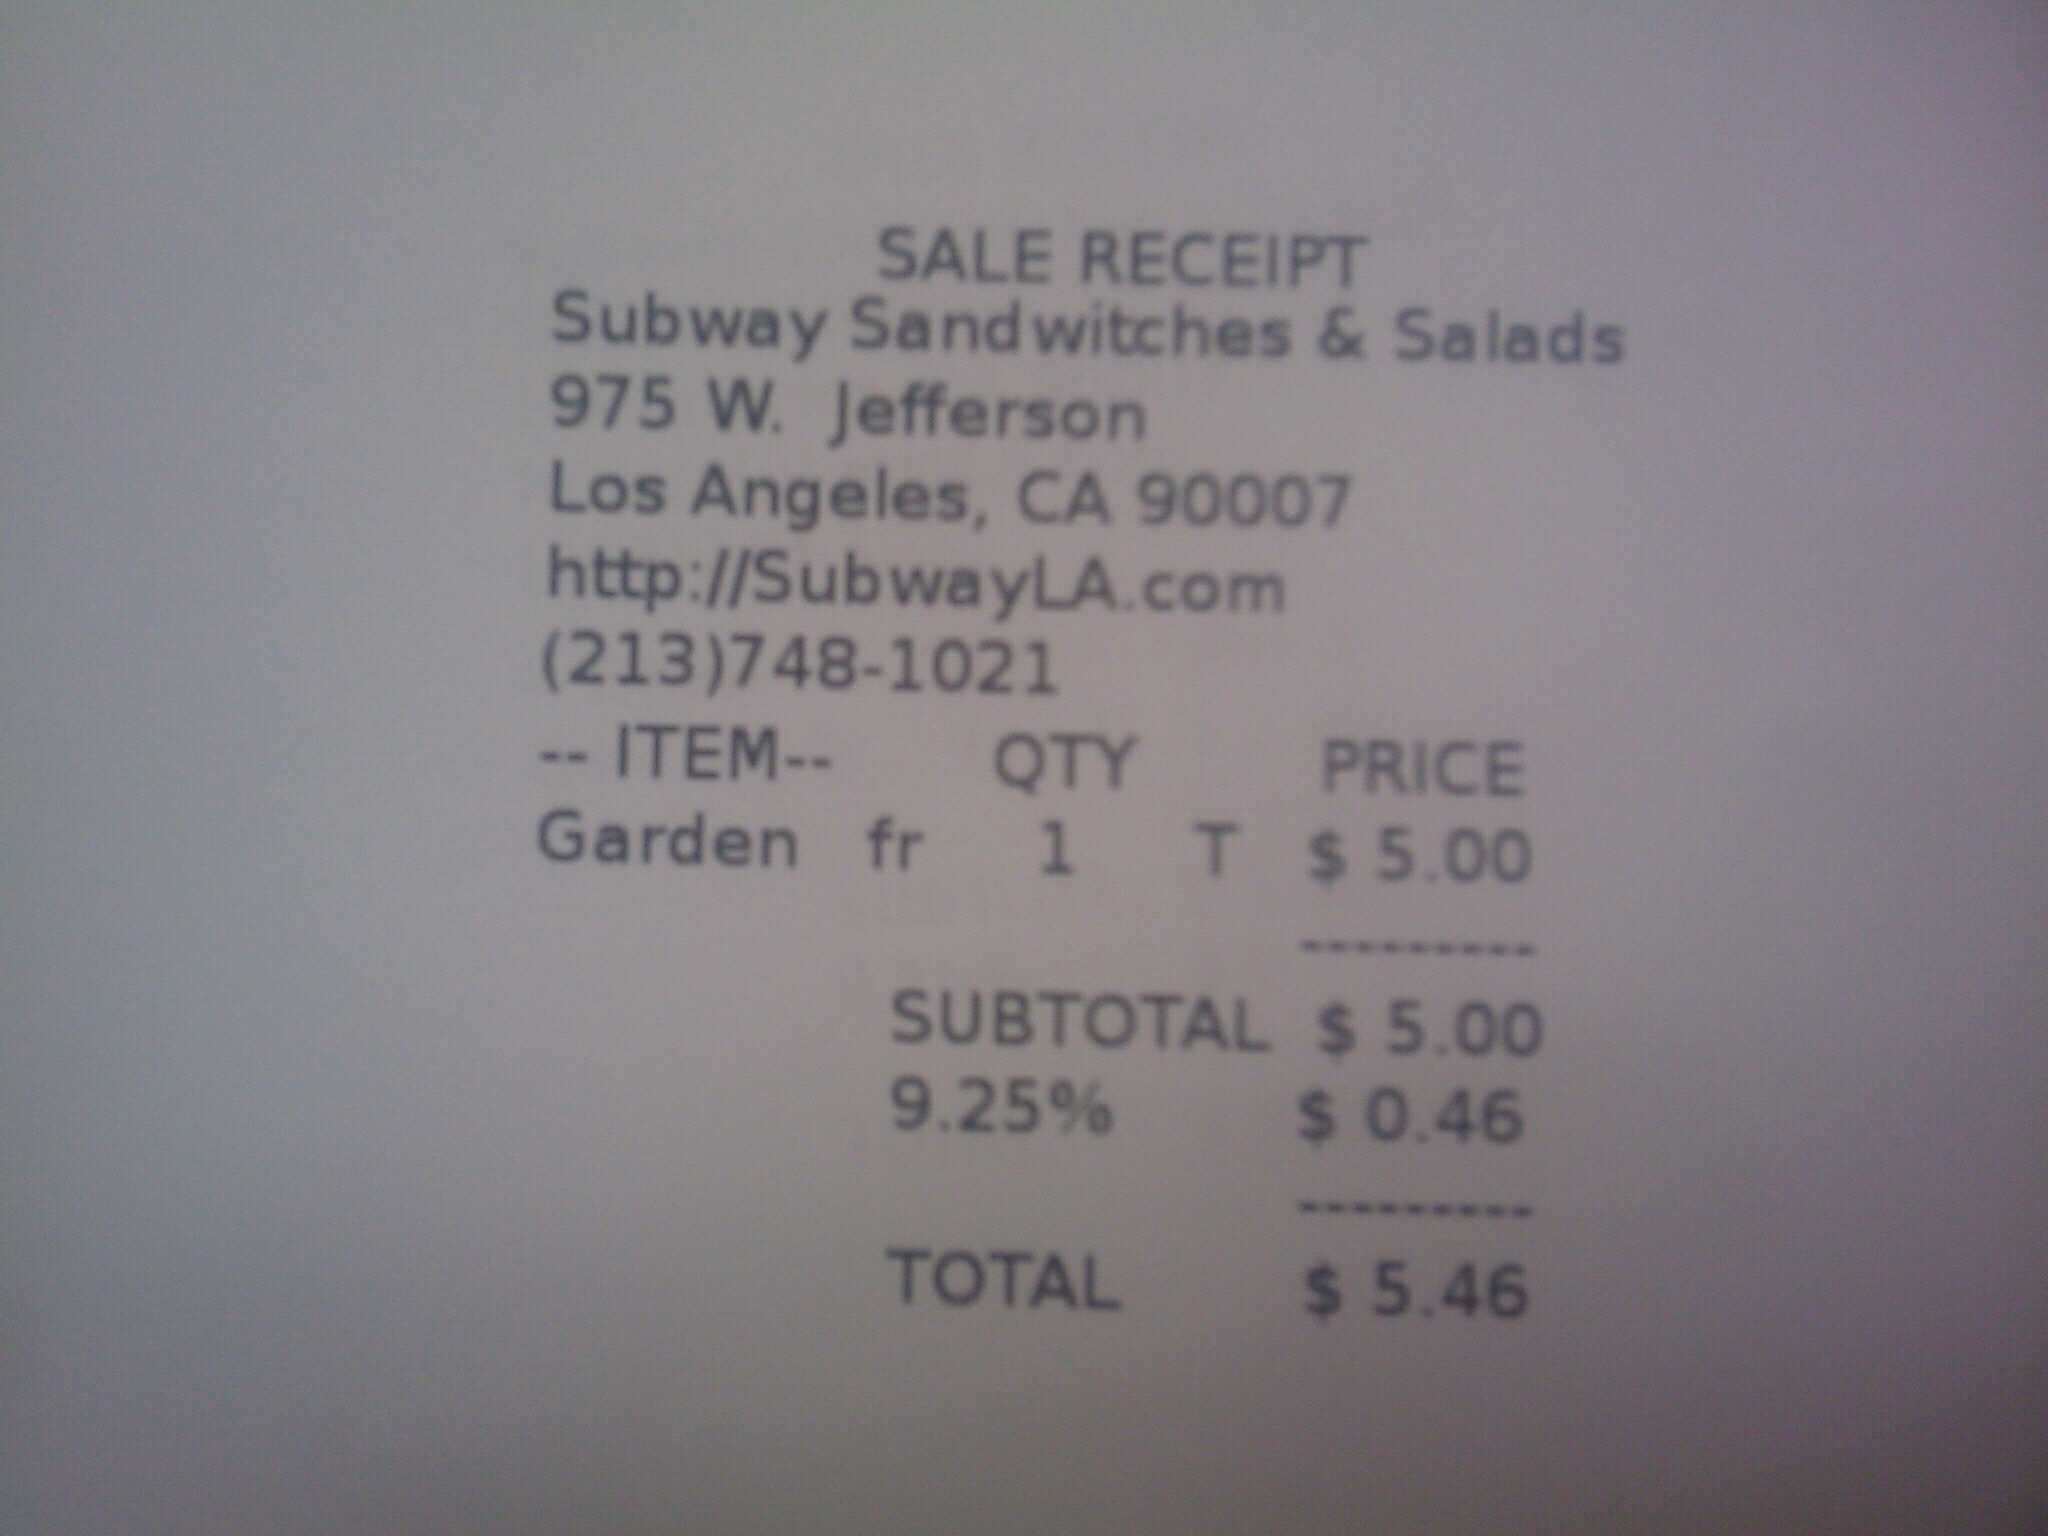 SALE RECEIPT
Subway Sandwitches & Salads
975 W. Jefferson
Los Angeles, CA 90007
http://SubwayLA.com
(213)748-1021
-- ITEM-- QTY PRICE
Garden fr 1 T $ 5.00
---------
SUBTOTAL $ 5.00
9.25% $ 0.46
---------
TOTAL $ 5.46